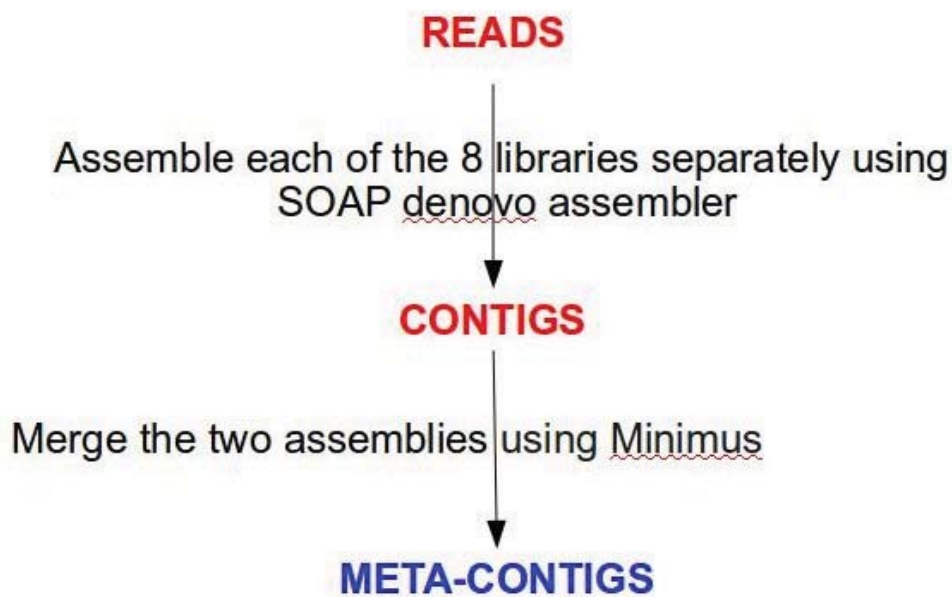 READS
Assemble each of the 8 libraries separately using
SOAP denovo assembler
CONTIGS
Merge the two assemblies using Minimus
META-CONTIGS